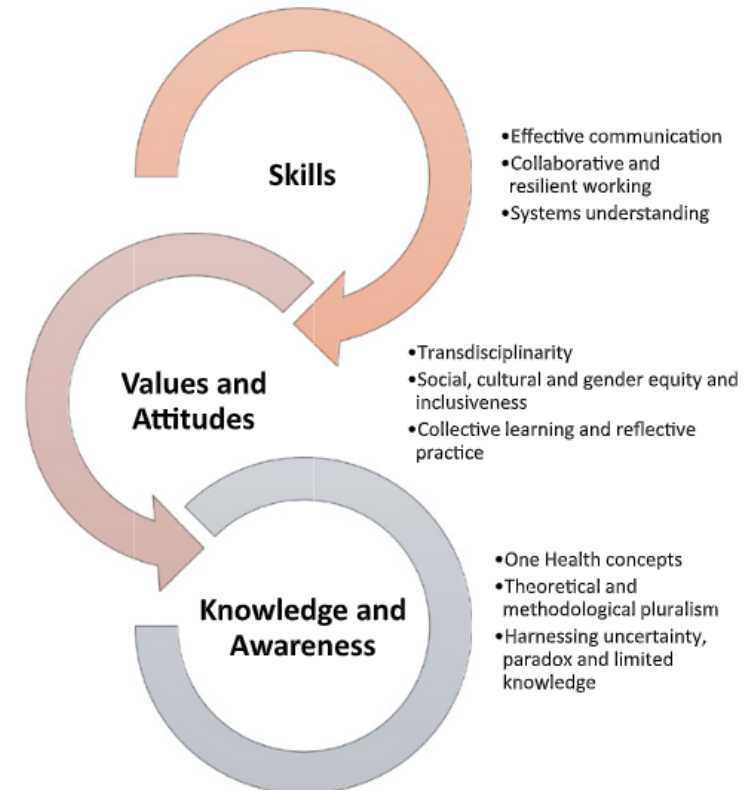 Skills
•Effective communication
•Collaborative and
resilient working
•Systems understanding
Values and
Attitudes
•Transdisciplinarity
•Social, cultural and gender equity and
inclusiveness
•Collective learning and reflective
practice
Knowledge and
Awareness
•One Health concepts
•Theoretical and
methodological pluralism
•Harnessing uncertainty,
paradox and limited
knowledge